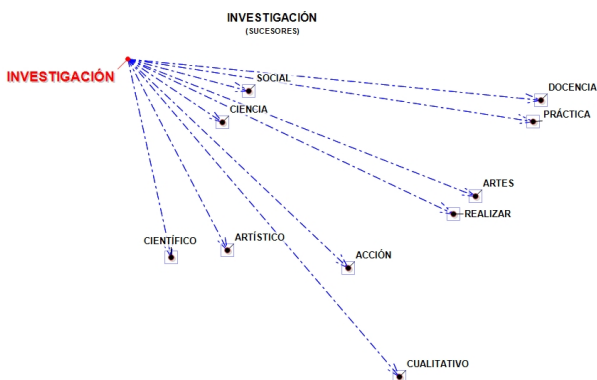 INVESTIGACIÓN
(SUCESORES)
INVESTIGACIÓN
SOCIAL
DOCENCIA
CIENCIA
PRÁCTICA
ARTES
REALIZAR
CIENTÍFICO
ARTÍSTICO
ACCIÓN
CUALITATIVO